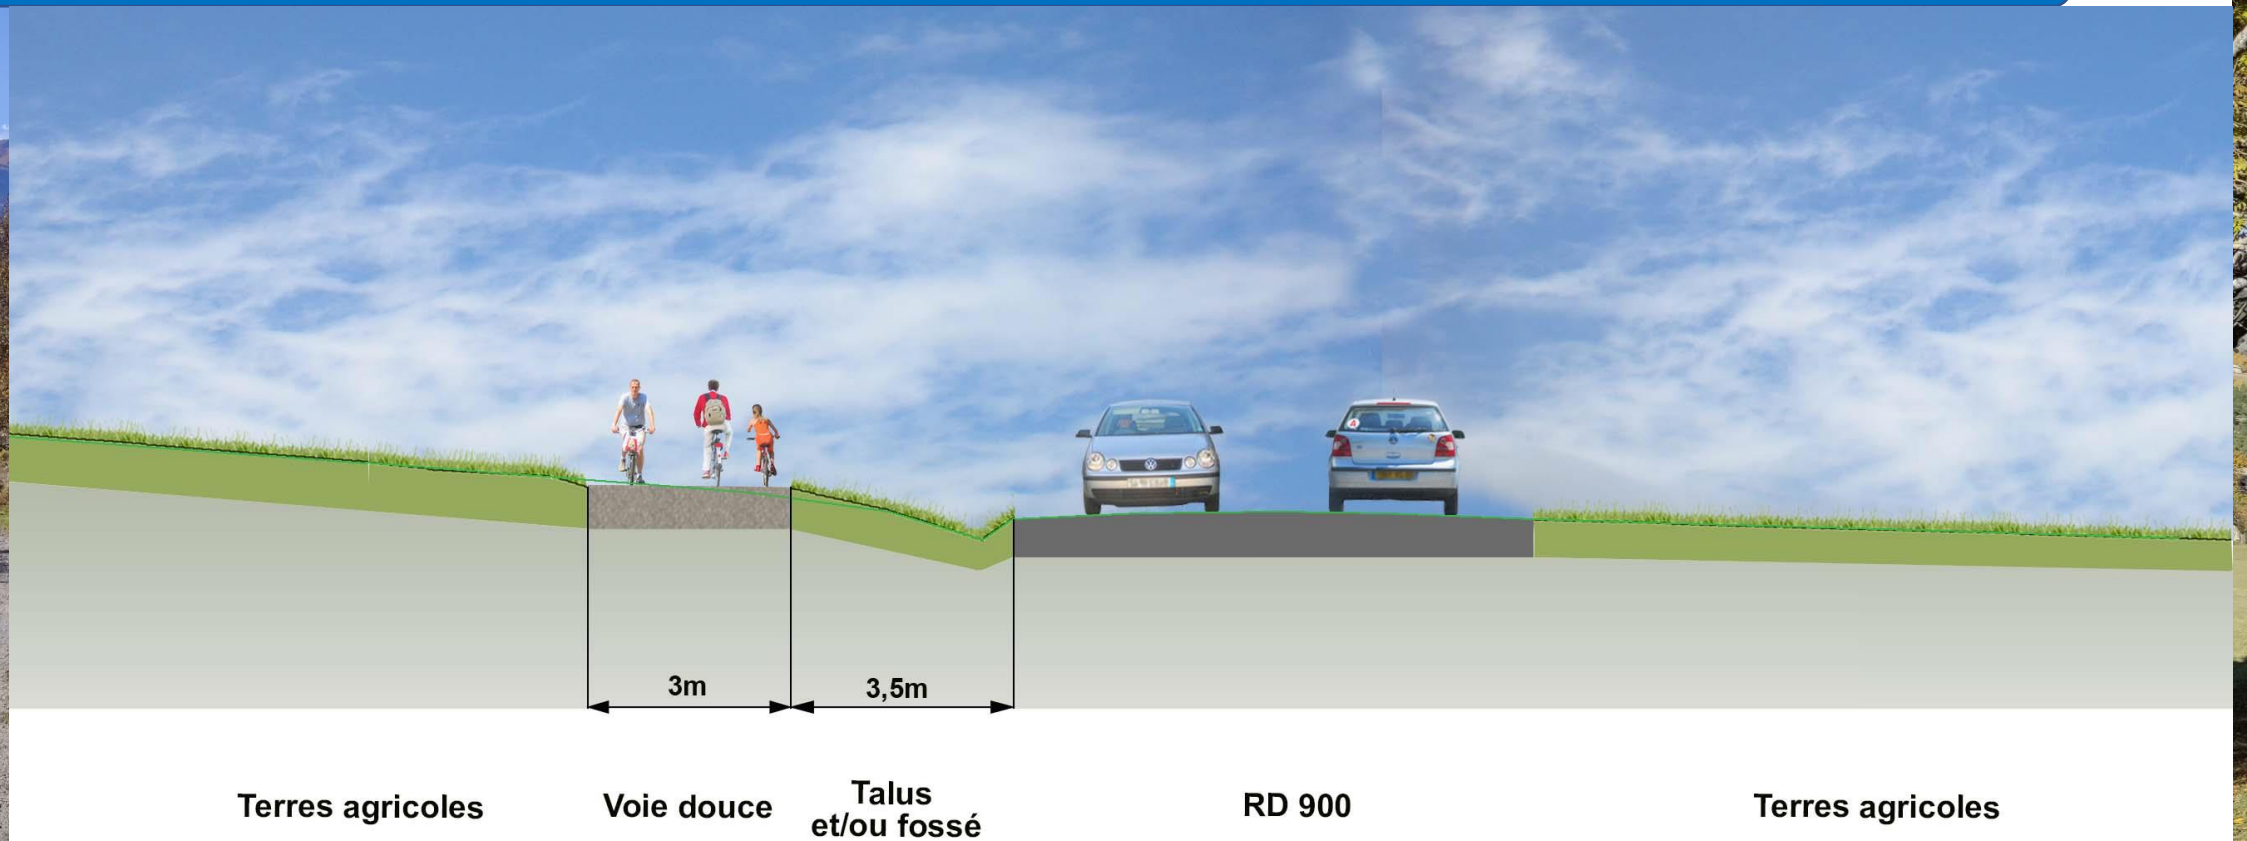 3m
3,5m
Terres agricoles
Voie douce
Talus
et/ou fossé
RD 900
Terres agricoles